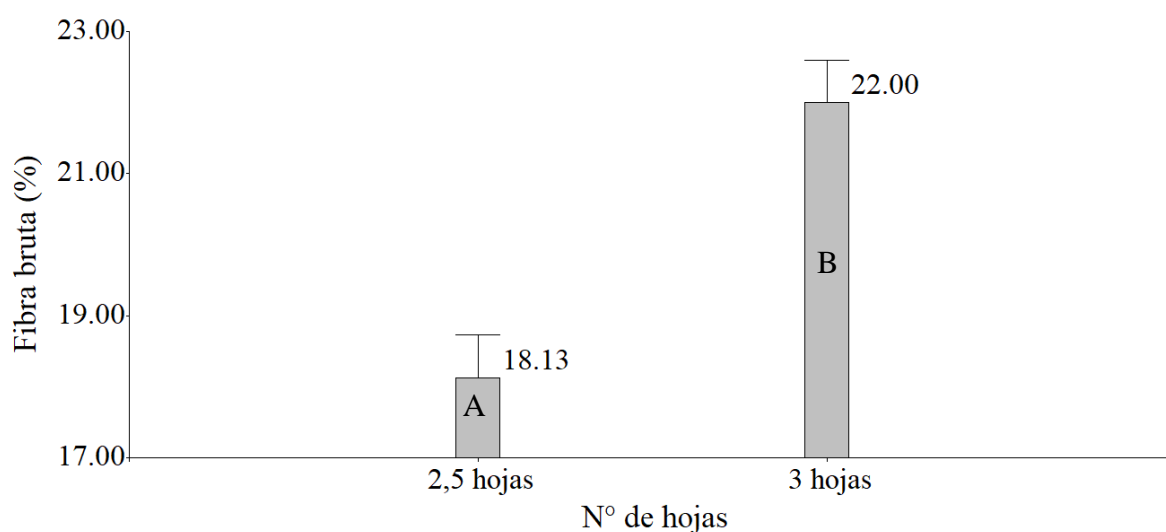 23.00
22.00
21.00
Fibra bruta (%)
B
19.00
18.13
A
17.00
2,5 hojas
3 hojas
N° de hojas